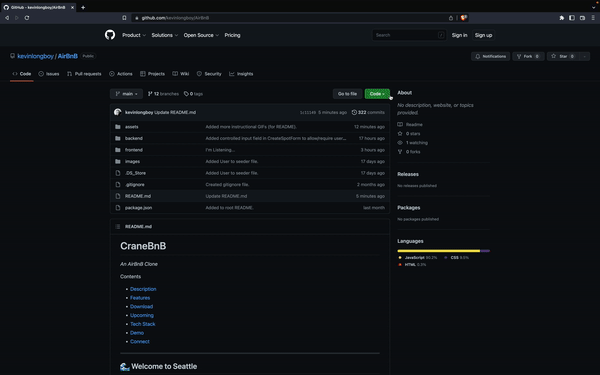 kevinlongboy/AirBnB
github.com/kevinlongboy/AirBnB
Product Solutions Open Source Pricing
Search
Sign in Sign up
kevinlongboy / AirBnB Public
Notifications Fork 0 Star 0
Code Issues Pull requests Actions Projects Wiki Security Insights
main 12 branches 0 tags
Go to file Code
kevinlongboy Update README.md
5 minutes ago 322 commits
assets Added more instructional GIFs (for README). 12 minutes ago
backend Added controlled input field in CreateSpotForm to allow/require user... 17 hours ago
frontend I'm Listening... 3 hours ago
images Added User to seeder file. 17 days ago
.DS_Store Added User to seeder file. 17 days ago
.gitignore Created gitignore file. 2 months ago
README.md Update README.md 5 minutes ago
package.json Added to root README. last month
README.md
CraneBnB
An AirBnB Clone
Contents
Description
Features
Download
Upcoming
Tech Stack
Demo
Connect
Welcome to Seattle
About
No description, website, or topics
provided.
Readme
0 stars
1 watching
0 forks
Releases
No releases published
Packages
No packages published
Languages
JavaScript CSS
HTML 0.3%